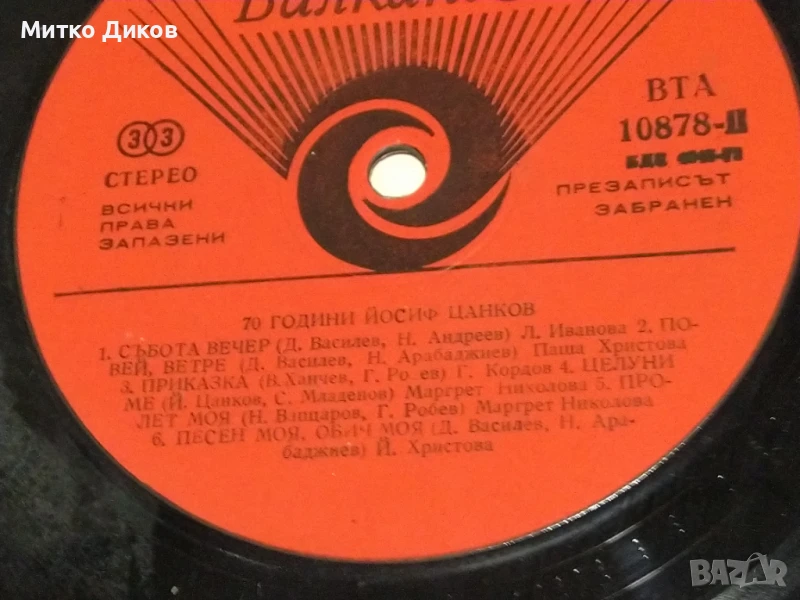 Митко Диков
Балкантон
ВТА
10878-II
33
СТЕРЕО
ВСИЧКИ
ПРАВА
ЗАПАЗЕНИ
ПРЕЗАПИСЪТ
ЗАБРАНЕН
70 ГОДИНИ ЙОСИФ ЦАНКОВ
1. СЪБОТА ВЕЧЕР (Д. Василев, Н. Андреев) Л. Иванова 2. ПО-
ВЕЙ, ВЕТРЕ (Д. Василев, Н. Арабаджиев) Паша Христова
3. ПРИКАЗКА (В. Ханчев, Г. Робев) Г. Кордов 4. ЦЕЛУНИ
МЕ (Й. Цанков, С. Младенов) Маргрет Николова 5. ПРО-
ЛЕТ МОЯ (Н. Вапцаров, Г. Робев) Маргрет Николова
6. ПЕСЕН МОЯ, ОБИЧ МОЯ (Д. Василев, Н. Ара-
баджиев) Й. Христова
BAZAR